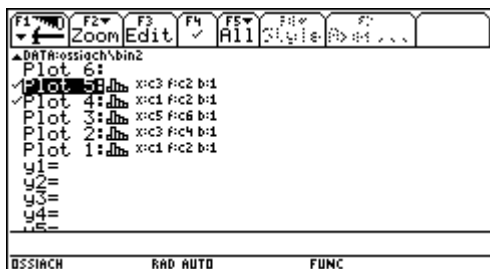 F1 F2 F3 F4 F5 F6 F7
Zoom Edit ✓ All Style Axes...
▲DATA:ossiach\bin2
Plot 6:
✓Plot 5: x:c3 f:c2 b:1
✓Plot 4: x:c1 f:c2 b:1
Plot 3: x:c5 f:c6 b:1
Plot 2: x:c3 f:c4 b:1
Plot 1: x:c1 f:c2 b:1
y1=
y2=
y3=
y4=
y5=
OSSIACH RAD AUTO FUNC